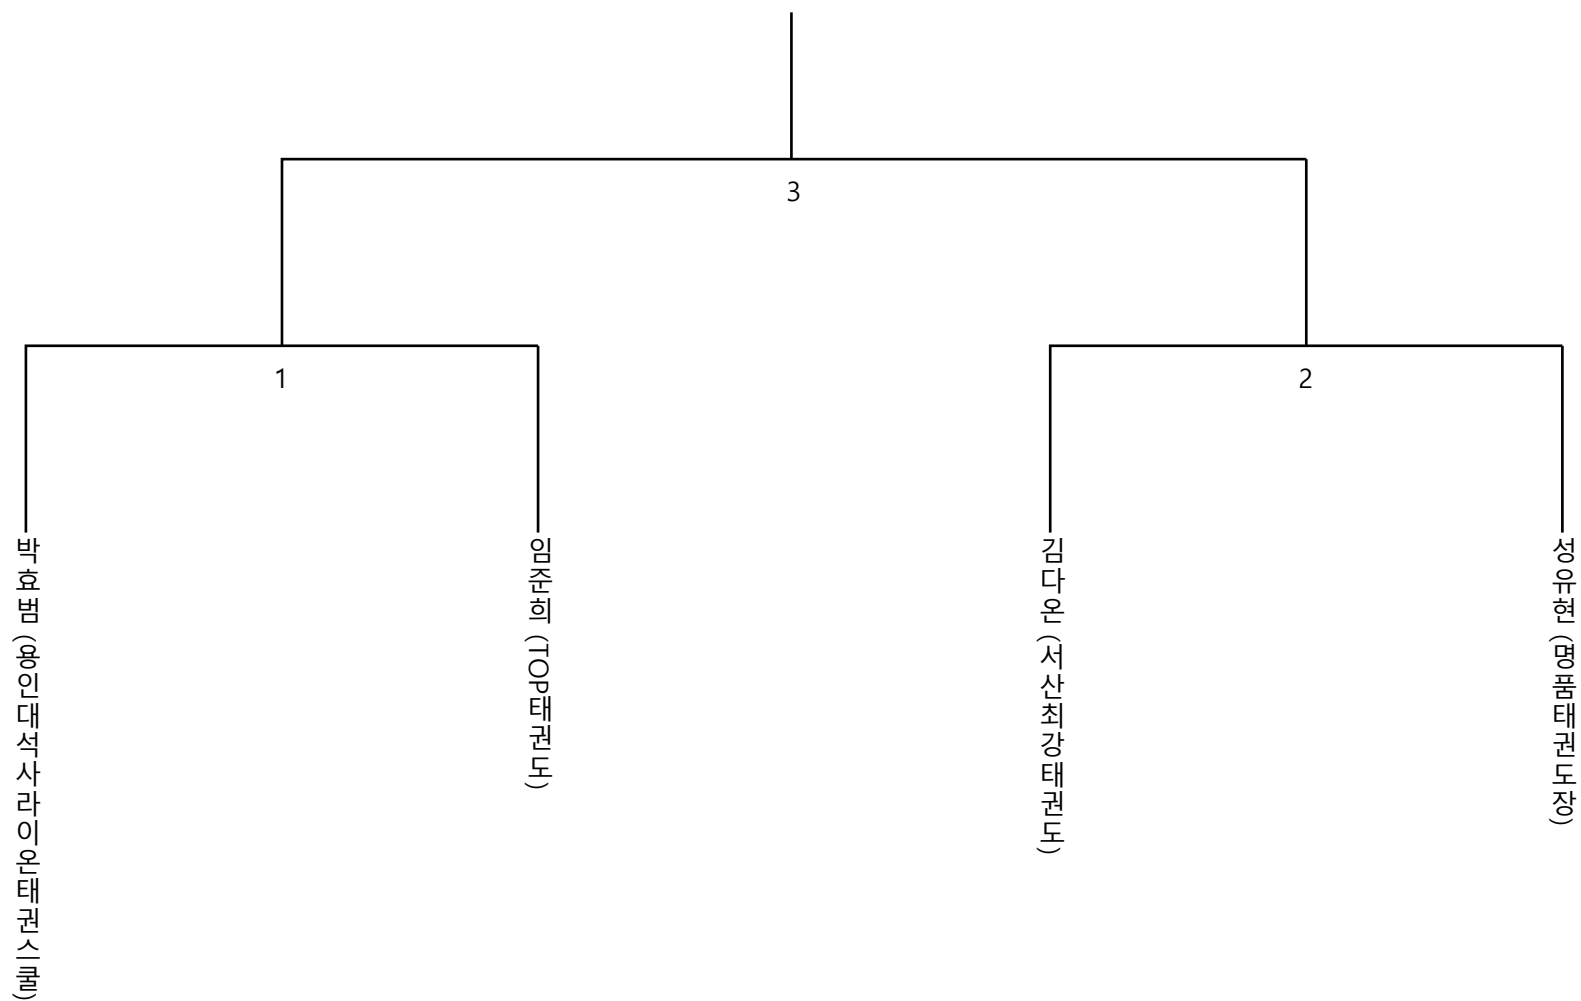 3
1
2
박효범 (용인대석사라이온태권스쿨)
임준희 (TOP태권도)
김다온 (서산최강태권도)
성유현 (명품태권도장)